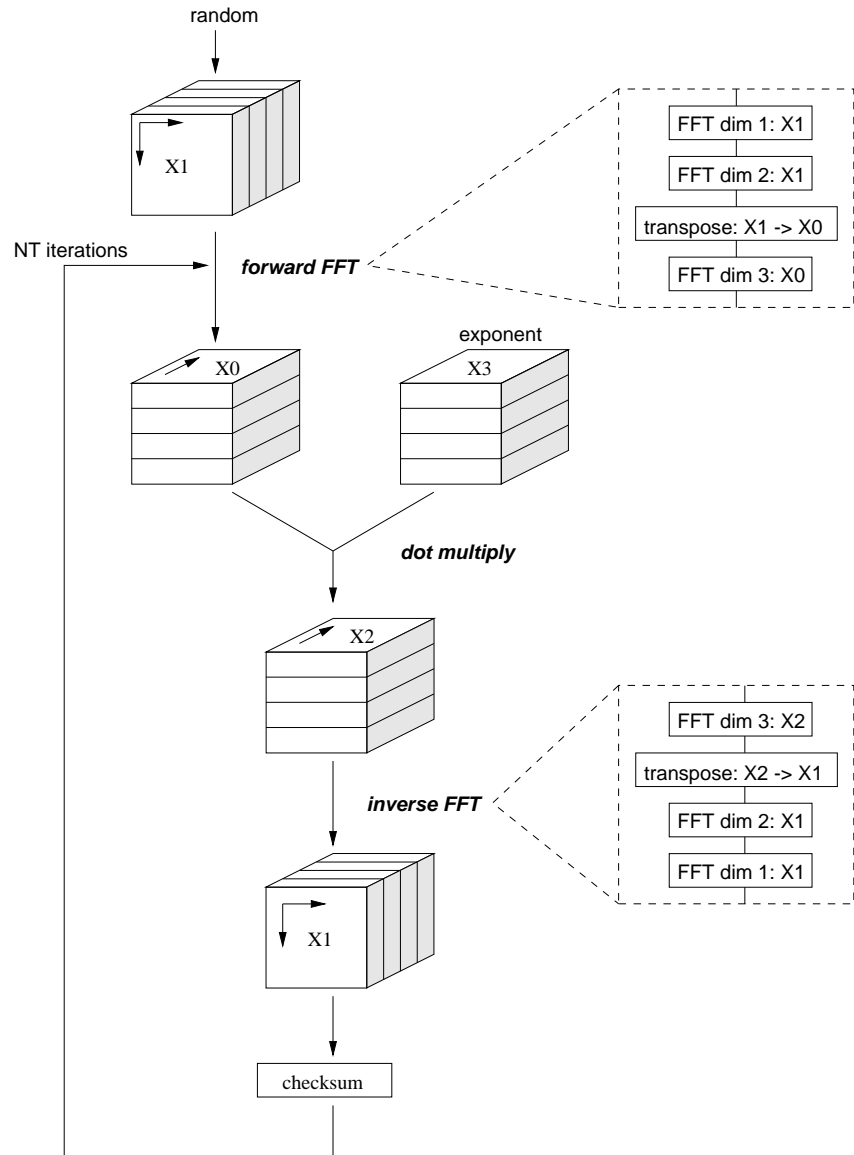 random
X1
FFT dim 1: X1
FFT dim 2: X1
transpose: X1 -> X0
FFT dim 3: X0
NT iterations
forward FFT
exponent
X0
X3
dot multiply
X2
FFT dim 3: X2
transpose: X2 -> X1
FFT dim 2: X1
FFT dim 1: X1
inverse FFT
X1
checksum